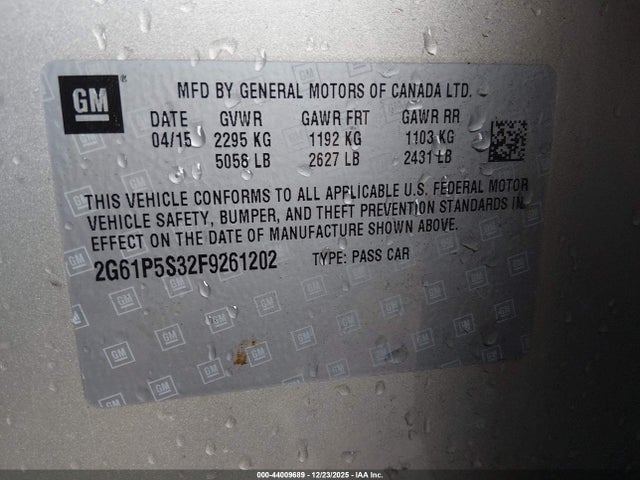 GM ®
MFD BY GENERAL MOTORS OF CANADA LTD.
DATE GVWR GAWR FRT GAWR RR
04/15 2295 KG 1192 KG 1103 KG
5056 LB 2627 LB 2431 LB
THIS VEHICLE CONFORMS TO ALL APPLICABLE U.S. FEDERAL MOTOR
VEHICLE SAFETY, BUMPER, AND THEFT PREVENTION STANDARDS IN
EFFECT ON THE DATE OF MANUFACTURE SHOWN ABOVE.
2G61P5S32F9261202 TYPE: PASS CAR
000-44009689 - 12/23/2025 - IAA Inc.